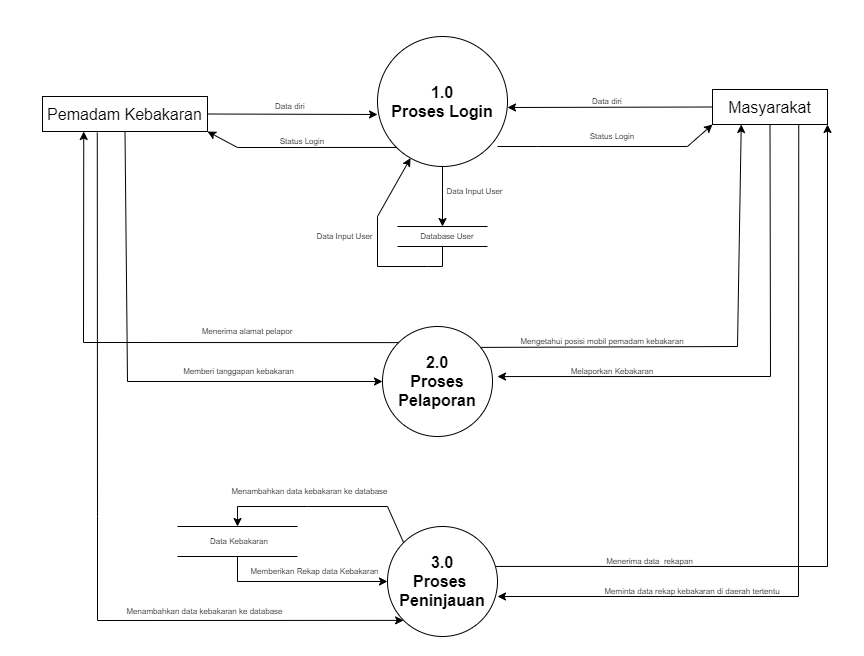 1.0
Proses Login
Pemadam Kebakaran
Masyarakat
Data diri
Data diri
Status Login
Status Login
Data Input User
Data Input User
Database User
Menerima alamat pelapor
Mengetahui posisi mobil pemadam kebakaran
2.0
Proses
Pelaporan
Memberi tanggapan kebakaran
Melaporkan Kebakaran
Menambahkan data kebakaran ke database
Data Kebakaran
Memberikan Rekap data Kebakaran
3.0
Proses
Peninjauan
Menerima data rekapan
Meminta data rekap kebakaran di daerah tertentu
Menambahkan data kebakaran ke database